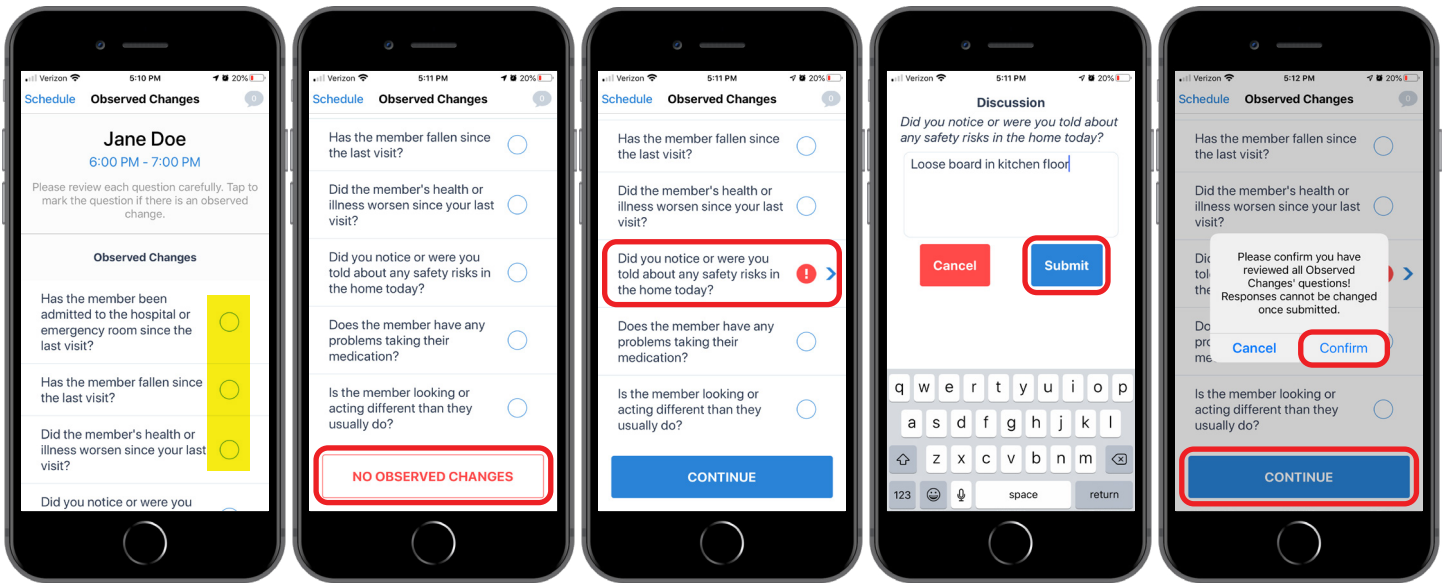 Verizon
5:10 PM
20%
Schedule
Observed Changes
0
Jane Doe
6:00 PM - 7:00 PM
Please review each question carefully. Tap to
mark the question if there is an observed
change.
Observed Changes
Has the member been
admitted to the hospital or
emergency room since the
last visit?
Has the member fallen since
the last visit?
Did the member's health or
illness worsen since your last
visit?
Did you notice or were you
Verizon
5:11 PM
20%
Schedule
Observed Changes
0
Has the member fallen since
the last visit?
Did the member's health or
illness worsen since your last
visit?
Did you notice or were you
told about any safety risks in
the home today?
Does the member have any
problems taking their
medication?
Is the member looking or
acting different than they
usually do?
NO OBSERVED CHANGES
Verizon
5:11 PM
20%
Schedule
Observed Changes
0
Has the member fallen since
the last visit?
Did the member's health or
illness worsen since your last
visit?
Did you notice or were you
told about any safety risks in
the home today?
!
Does the member have any
problems taking their
medication?
Is the member looking or
acting different than they
usually do?
CONTINUE
Verizon
5:11 PM
20%
Discussion
Did you notice or were you told about
any safety risks in the home today?
Loose board in kitchen floor
Cancel
Submit
q w e r t y u i o p
a s d f g h j k l
z x c v b n m
123
space
return
Verizon
5:12 PM
20%
Schedule
Observed Changes
0
Has the member fallen since
the last visit?
Did the member's health or
illness worsen since your last
visit?
Did
told
the
Please confirm you have
reviewed all Observed
Changes' questions!
Responses cannot be changed
once submitted.
Cancel
Confirm
Do
pro
me
Is the member looking or
acting different than they
usually do?
CONTINUE